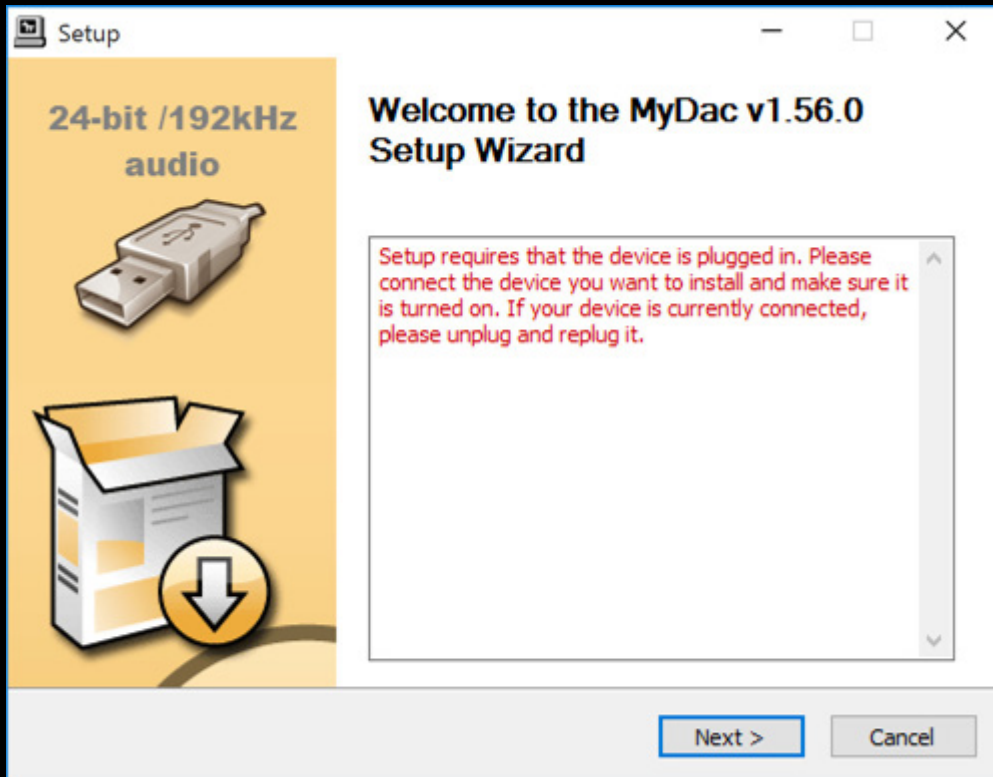 Setup
24-bit /192kHz
audio
Welcome to the MyDac v1.56.0
Setup Wizard
Setup requires that the device is plugged in. Please
connect the device you want to install and make sure it
is turned on. If your device is currently connected,
please unplug and replug it.
Next >
Cancel